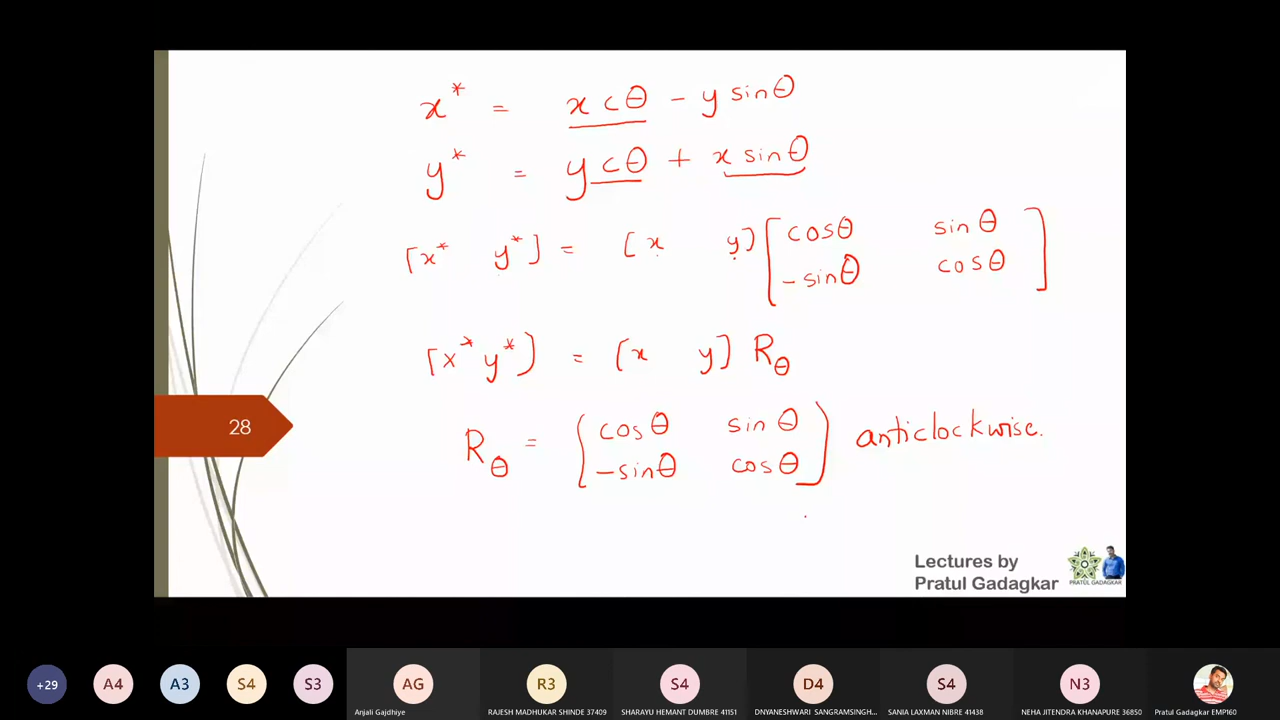 x* = x cθ - y sinθ
y* = y cθ + x sinθ
[x* y*] = [x y] [cosθ sinθ
-sinθ cosθ]
[x* y*] = [x y] Rθ
28
Rθ = [cosθ sinθ
-sinθ cosθ] anticlockwise.
Lectures by
Pratul Gadagkar
PRATUL GADAGKAR
+29 A4 A3 S4 S3 AG R3 S4 D4 S4 N3
Anjali Gajdhiye RAJESH MADHUKAR SHINDE 37409 SHARAYU HEMANT DUMBRE 41151 DNYANESHWARI SANGRAMSINGH... SANIA LAXMAN NIBRE 41438 NEHA JITENDRA KHANAPURE 36850 Pratul Gadagkar EMP160